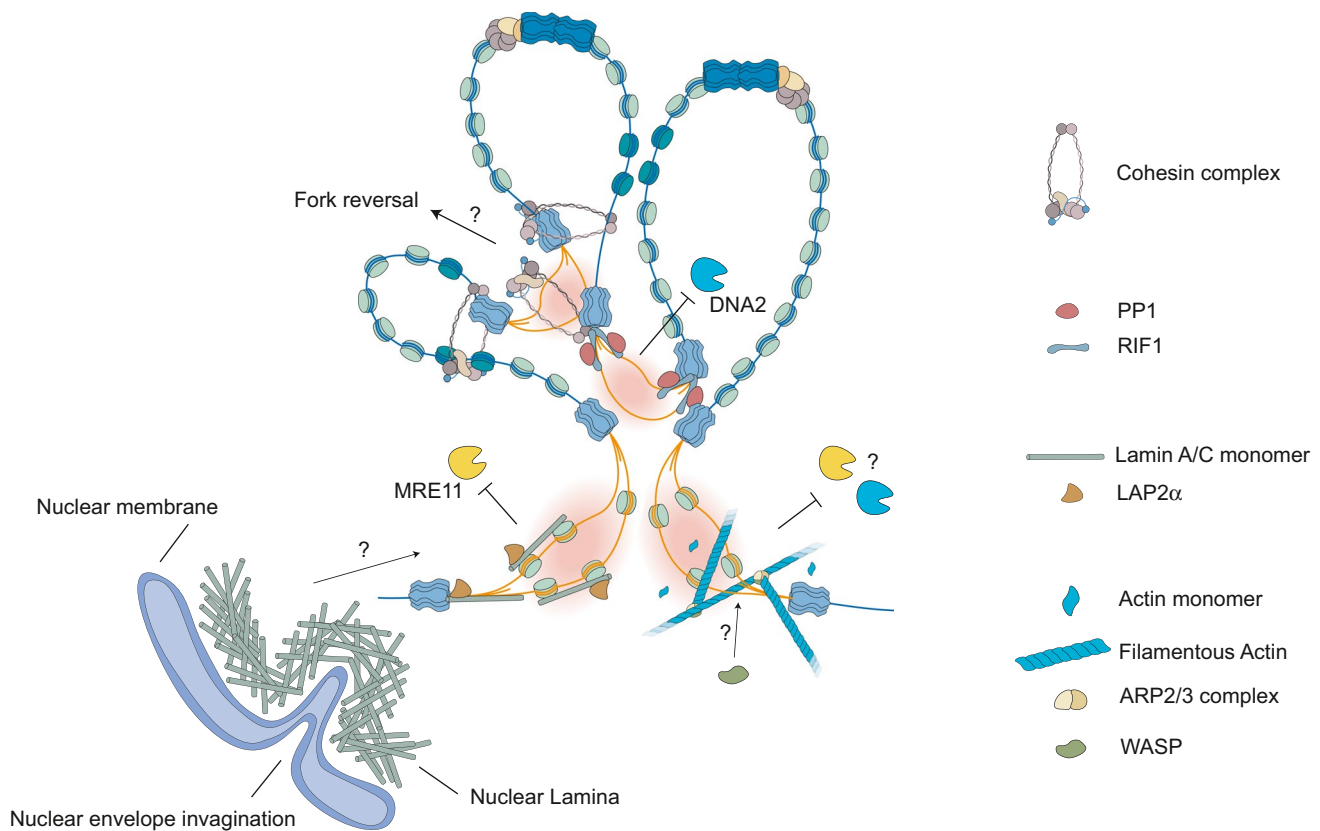 Fork reversal
?
DNA2
MRE11
?
Nuclear membrane
?
?
Nuclear Lamina
Nuclear envelope invagination
Cohesin complex
PP1
RIF1
Lamin A/C monomer
LAP2α
Actin monomer
Filamentous Actin
ARP2/3 complex
WASP